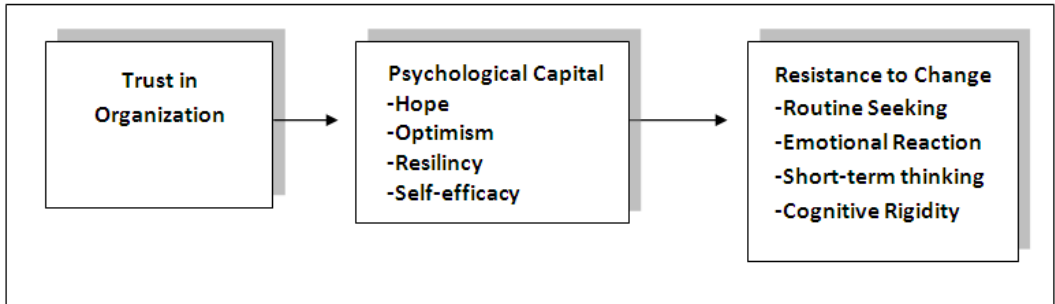 Trust in
Organization
Psychological Capital
-Hope
-Optimism
-Resilincy
-Self-efficacy
Resistance to Change
-Routine Seeking
-Emotional Reaction
-Short-term thinking
-Cognitive Rigidity